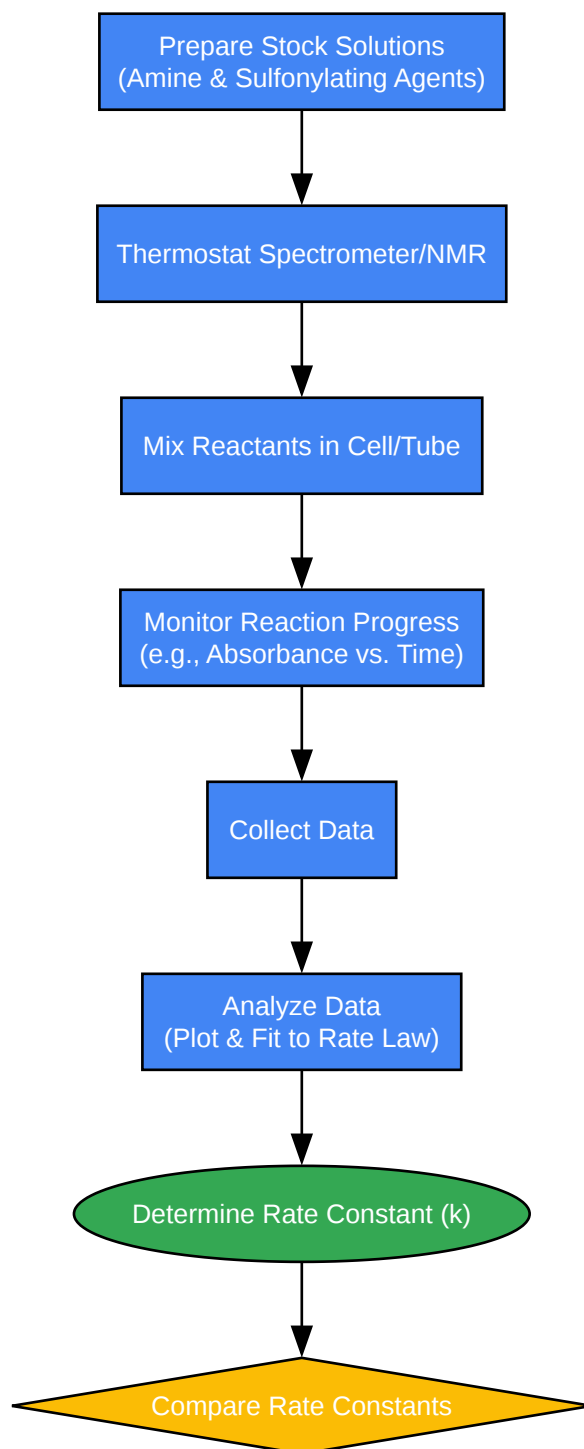 Prepare Stock Solutions
(Amine & Sulfonylating Agents)
Thermostat Spectrometer/NMR
Mix Reactants in Cell/Tube
Monitor Reaction Progress
(e.g., Absorbance vs. Time)
Collect Data
Analyze Data
(Plot & Fit to Rate Law)
Determine Rate Constant (k)
Compare Rate Constants